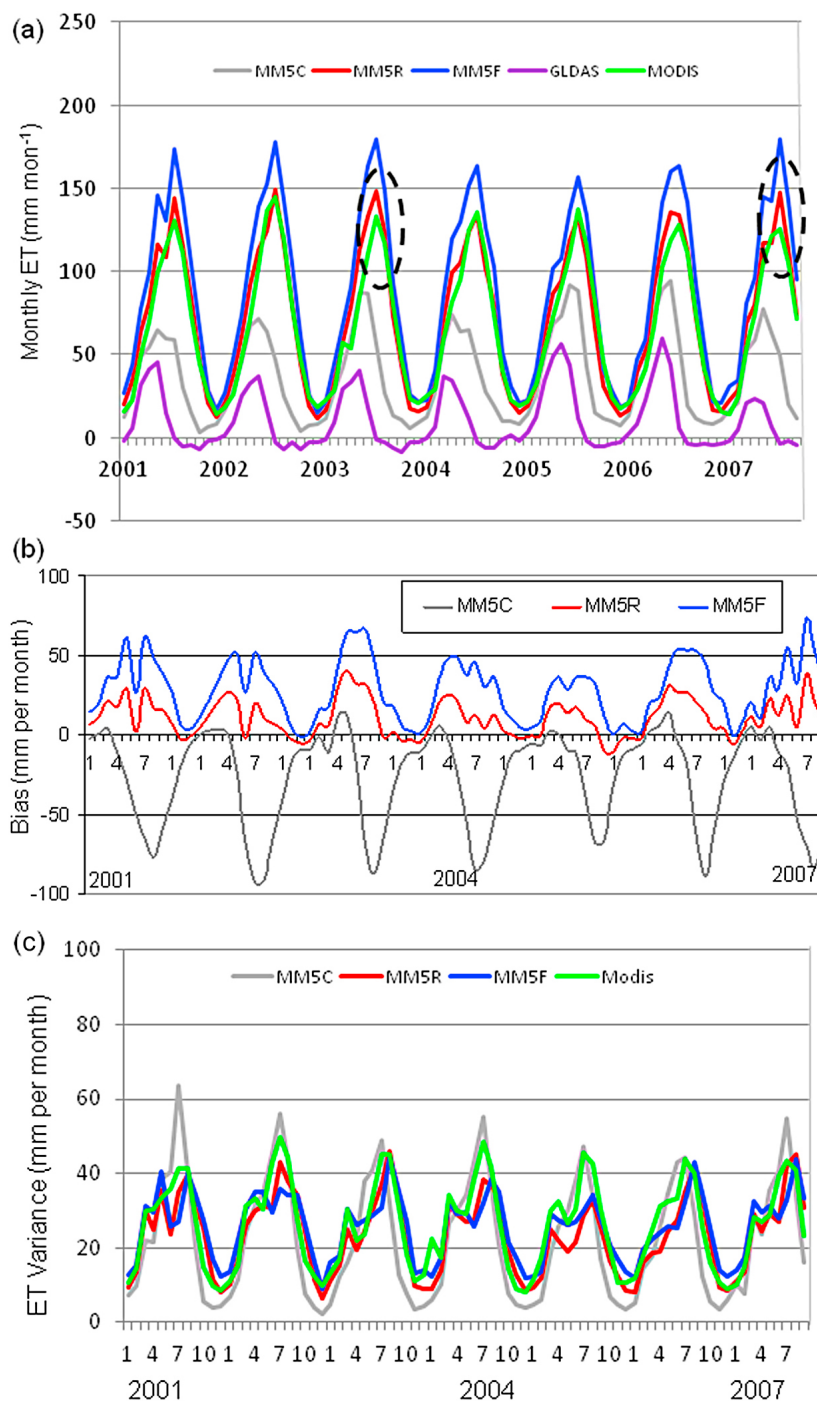 (a)
250
200
150
100
50
0
-50
Monthly ET (mm mon⁻¹)
MM5C MM5R MM5F GLDAS MODIS
2001 2002 2003 2004 2005 2006 2007
(b)
100
50
0
-50
-100
Bias (mm per month)
MM5C MM5R MM5F
1 4 7 1 4 7 1 4 7 1 4 7 1 4 7 1 4 7 1 4 7
2001 2004 2007
(c)
100
80
60
40
20
0
ET Variance (mm per month)
MM5C MM5R MM5F Modis
1 4 7 10 1 4 7 10 1 4 7 10 1 4 7 10 1 4 7 10 1 4 7 10 1 4 7
2001 2004 2007